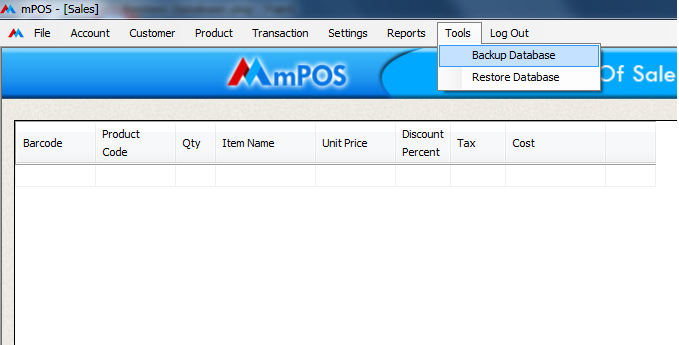 mPOS - [Sales]
File Account Customer Product Transaction Settings Reports Tools Log Out
Backup Database
mPOS Of Sale
Restore Database
Barcode Product Code Qty Item Name Unit Price Discount Percent Tax Cost